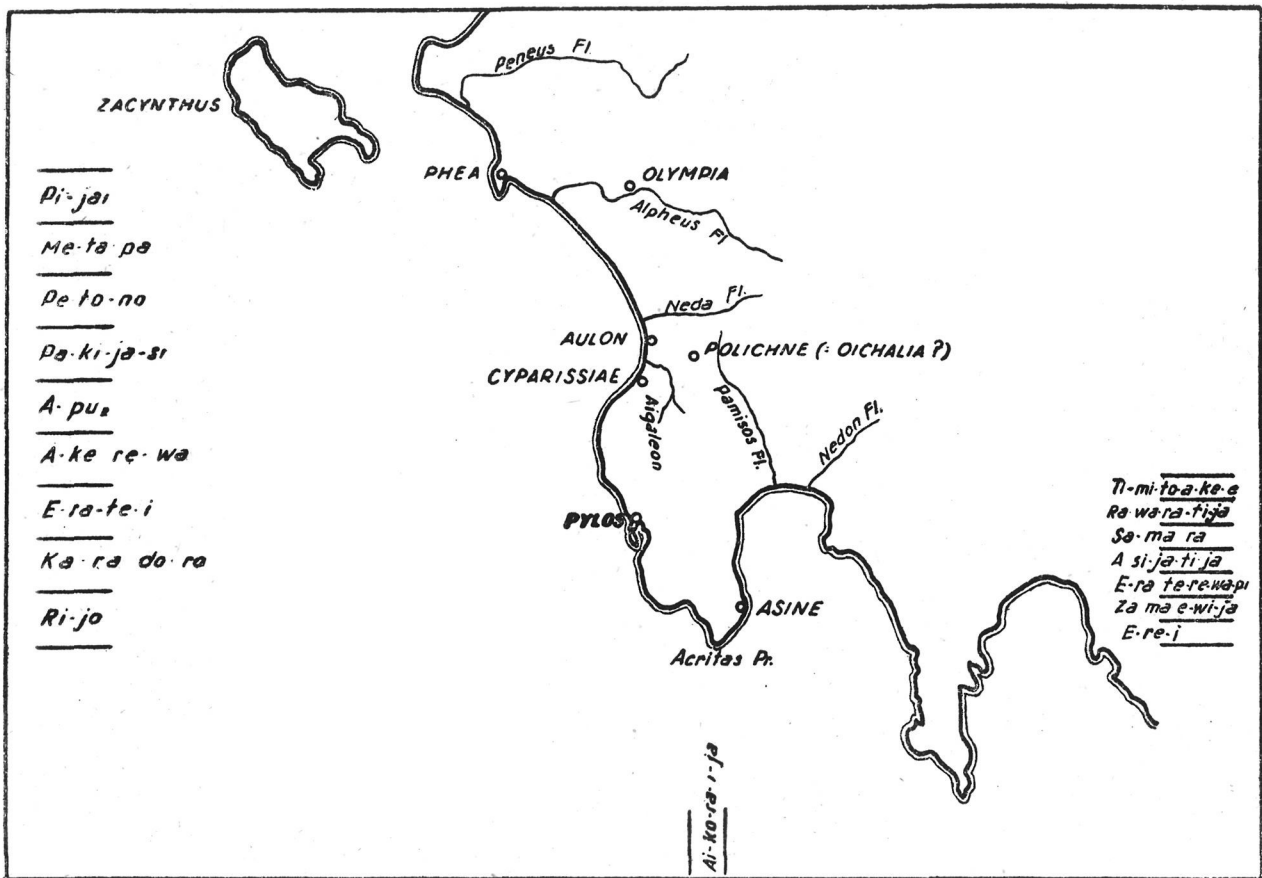 Peneus Fl.
ZACYNTHUS
PHEA
OLYMPIA
Alpheus Fl
Pi-jai
Me-ta pa
Pe to-no
Pa-ki-ja-si
A-pu₂
A-ke re-wa
E-ra-te-i
Ka-ra do-ro
Ri-jo
Neda Fl.
AULON
POLICHNE (= OICHALIA ?)
CYPARISSIAE
Aigaleon
Pamisos Fl.
Nedon Fl.
PYLOS
ASINE
Acritas Pr.
Ti-mi-to-a-ke-e
Ra wa-ra-ti-ja
Sa-ma ra
A si-ja-ti-ja
E-ra te-re-wa-pi
Za ma e-wi-ja
E-re-i
Ai-ko-ra-i-ja